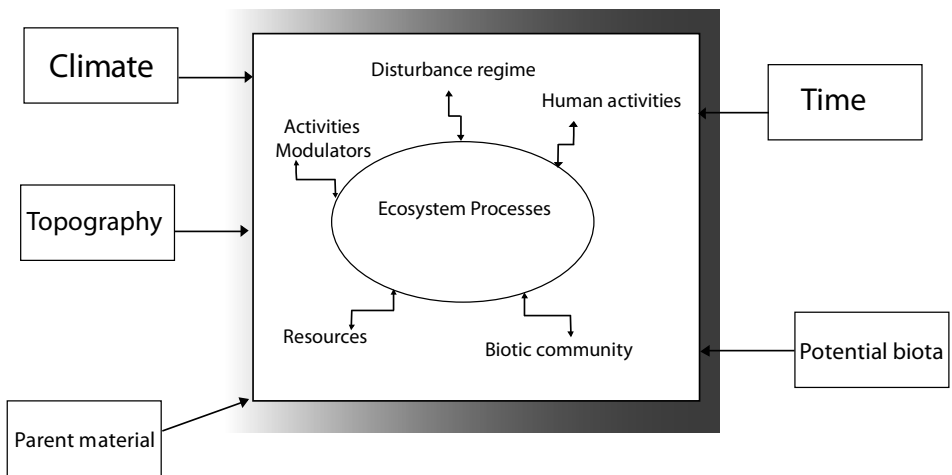 Climate
Disturbance regime
Human activities
Time
Activities
Modulators
Topography
Ecosystem Processes
Resources
Biotic community
Potential biota
Parent material